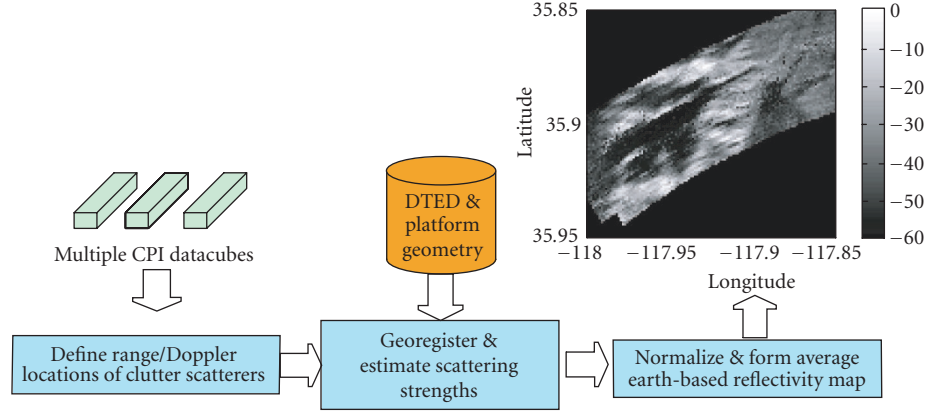 35.85
35.9
35.95
Latitude
−118
−117.95
−117.9
−117.85
Longitude
0
−10
−20
−30
−40
−50
−60
Multiple CPI datacubes
DTED &
platform
geometry
Define range/Doppler
locations of clutter scatterers
Georegister &
estimate scattering
strengths
Normalize & form average
earth-based reflectivity map